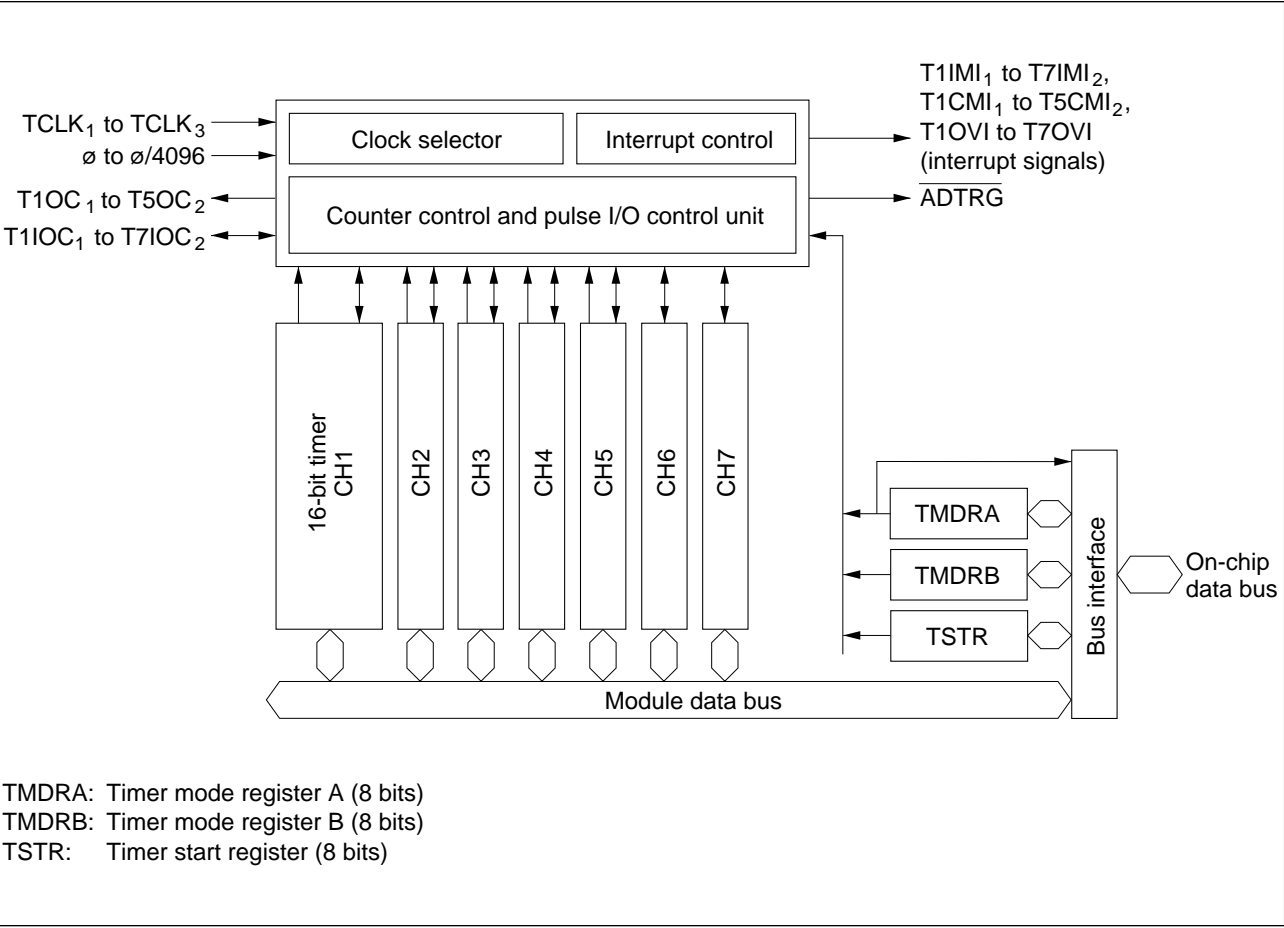 TCLK₁ to TCLK₃
ø to ø/4096
T1OC₁ to T5OC₂
T1IOC₁ to T7IOC₂
Clock selector
Interrupt control
Counter control and pulse I/O control unit
T1IMI₁ to T7IMI₂,
T1CMI₁ to T5CMI₂,
T1OVI to T7OVI
(interrupt signals)
A̅D̅T̅R̅G̅
16-bit timer
CH1
CH2
CH3
CH4
CH5
CH6
CH7
TMDRA
TMDRB
TSTR
Bus interface
On-chip
data bus
Module data bus
TMDRA: Timer mode register A (8 bits)
TMDRB: Timer mode register B (8 bits)
TSTR: Timer start register (8 bits)